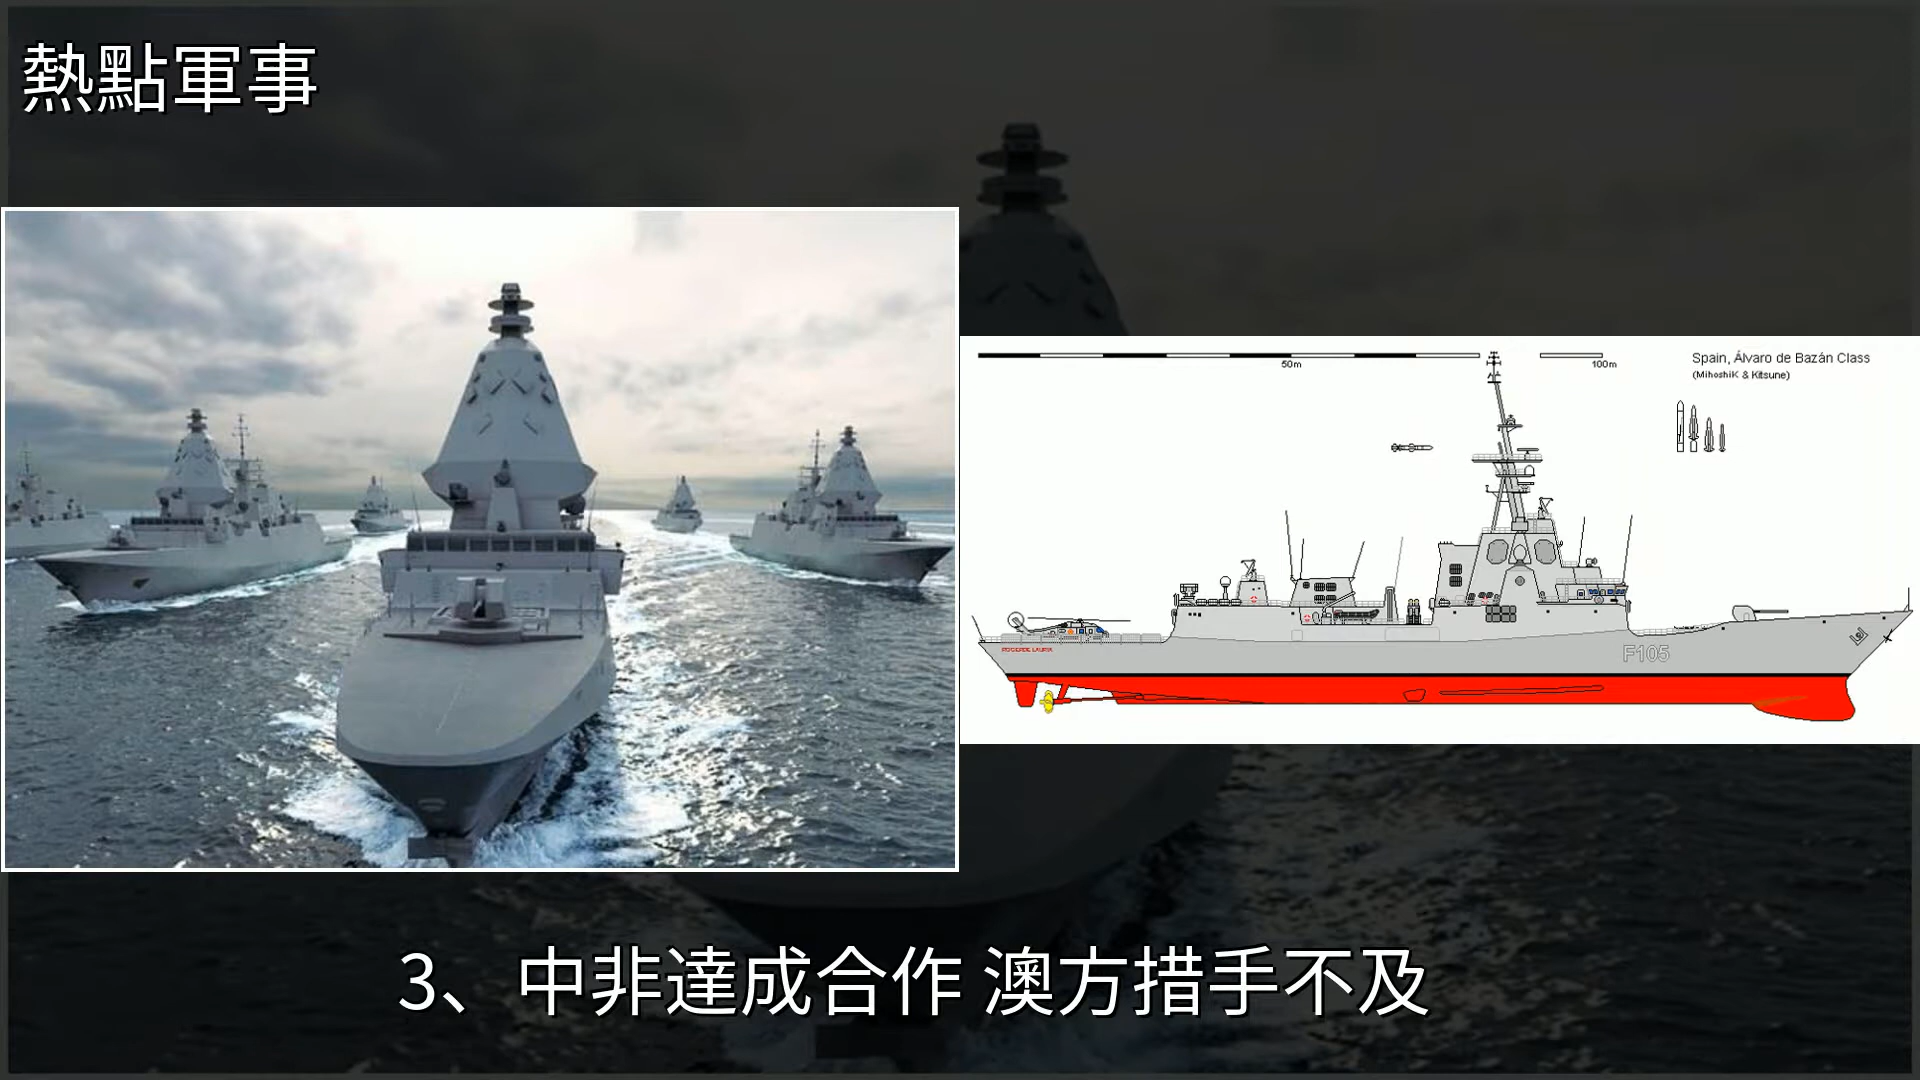 熱點軍事
50m
100m
Spain, Álvaro de Bazán Class
(MihoshiK & Kitsune)
F105
3、中非達成合作 澳方措手不及